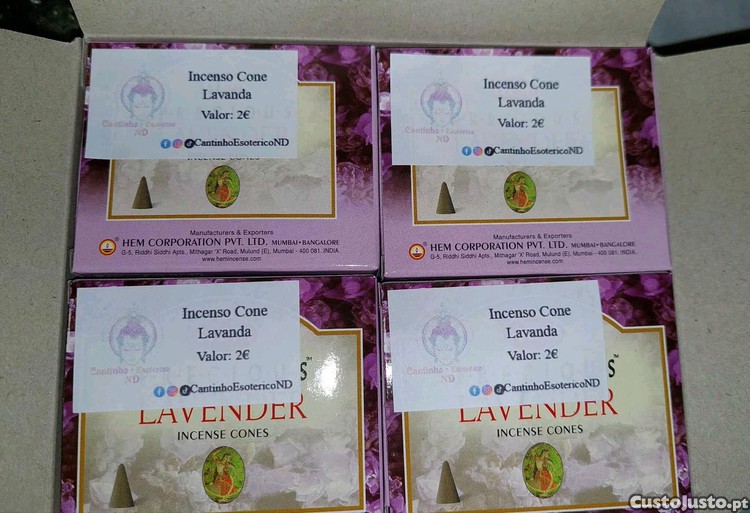 Incenso Cone
Lavanda
Valor: 2€
Cantinho Esoterico
ND
CantinhoEsotericoND
INCENSE CONES
Manufacturers & Exporters
HEM CORPORATION PVT. LTD. MUMBAI•BANGALORE
G-5, Riddhi Siddhi Apts., Mithagar 'X' Road, Mulund (E), Mumbai - 400 081. INDIA.
www.hemincense.com
Incenso Cone
Lavanda
Valor: 2€
Cantinho Esoterico
ND
CantinhoEsotericoND
Manufacturers & Exporters
HEM CORPORATION PVT. LTD. MUMBAI•BANGALORE
G-5, Riddhi Siddhi Apts., Mithagar 'X' Road, Mulund (E), Mumbai - 400 081. INDIA.
www.hemincense.com
Incenso Cone
Lavanda
Valor: 2€
Cantinho Esoterico
ND
CantinhoEsotericoND
LAVENDER
INCENSE CONES
Incenso Cone
Lavanda
Valor: 2€
Cantinho Esoterico
ND
CantinhoEsotericoND
LAVENDER
INCENSE CONES
CustoJusto.pt